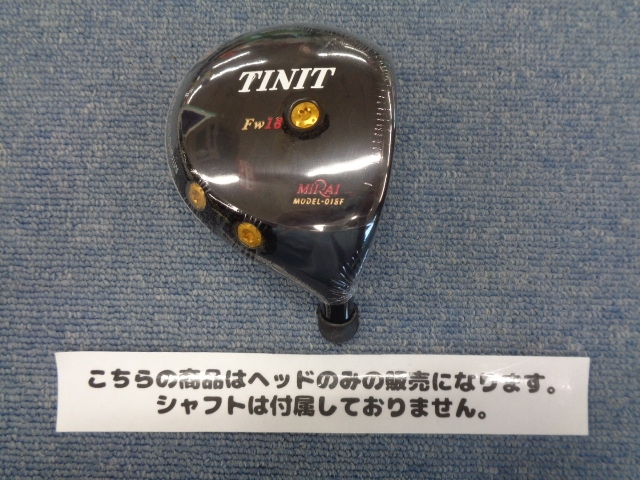 TINIT
Fw18
MIRAI
MODEL-018F
こちらの商品はヘッドのみの販売になります。
シャフトは付属しておりません。